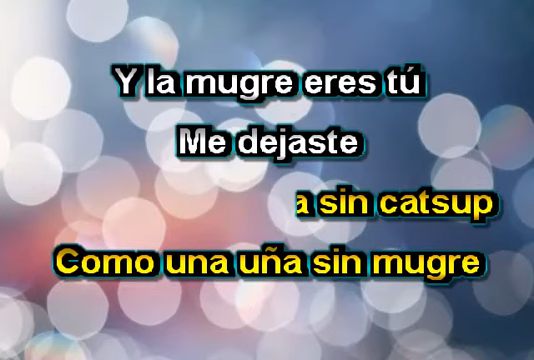 Y la mugre eres tú
Me dejaste
a sin catsup
Como una uña sin mugre